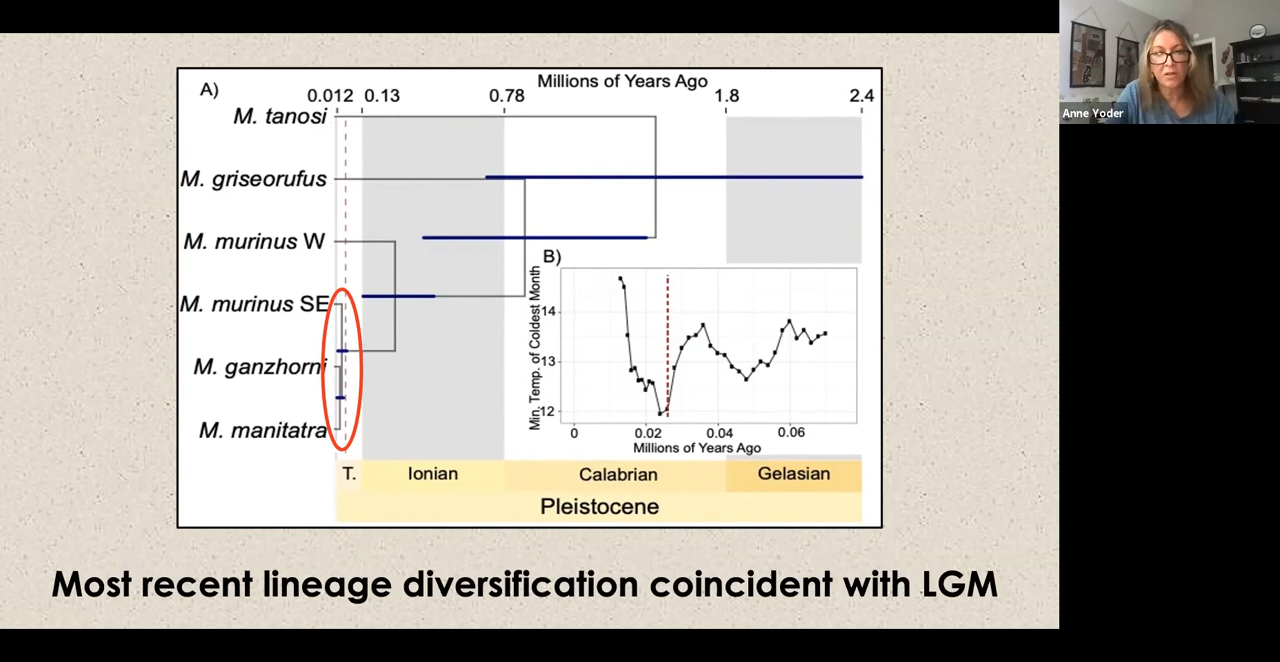 A)
Millions of Years Ago
0.012 0.13 0.78 1.8 2.4
M. tanosi
M. griseorufus
M. murinus W
M. murinus SE
M. ganzhorni
M. manitatra
B)
Min. Temp. of Coldest Month
14
13
12
0 0.02 0.04 0.06
Millions of Years Ago
T. Ionian Calabrian Gelasian
Pleistocene
Most recent lineage diversification coincident with LGM
Anne Yoder